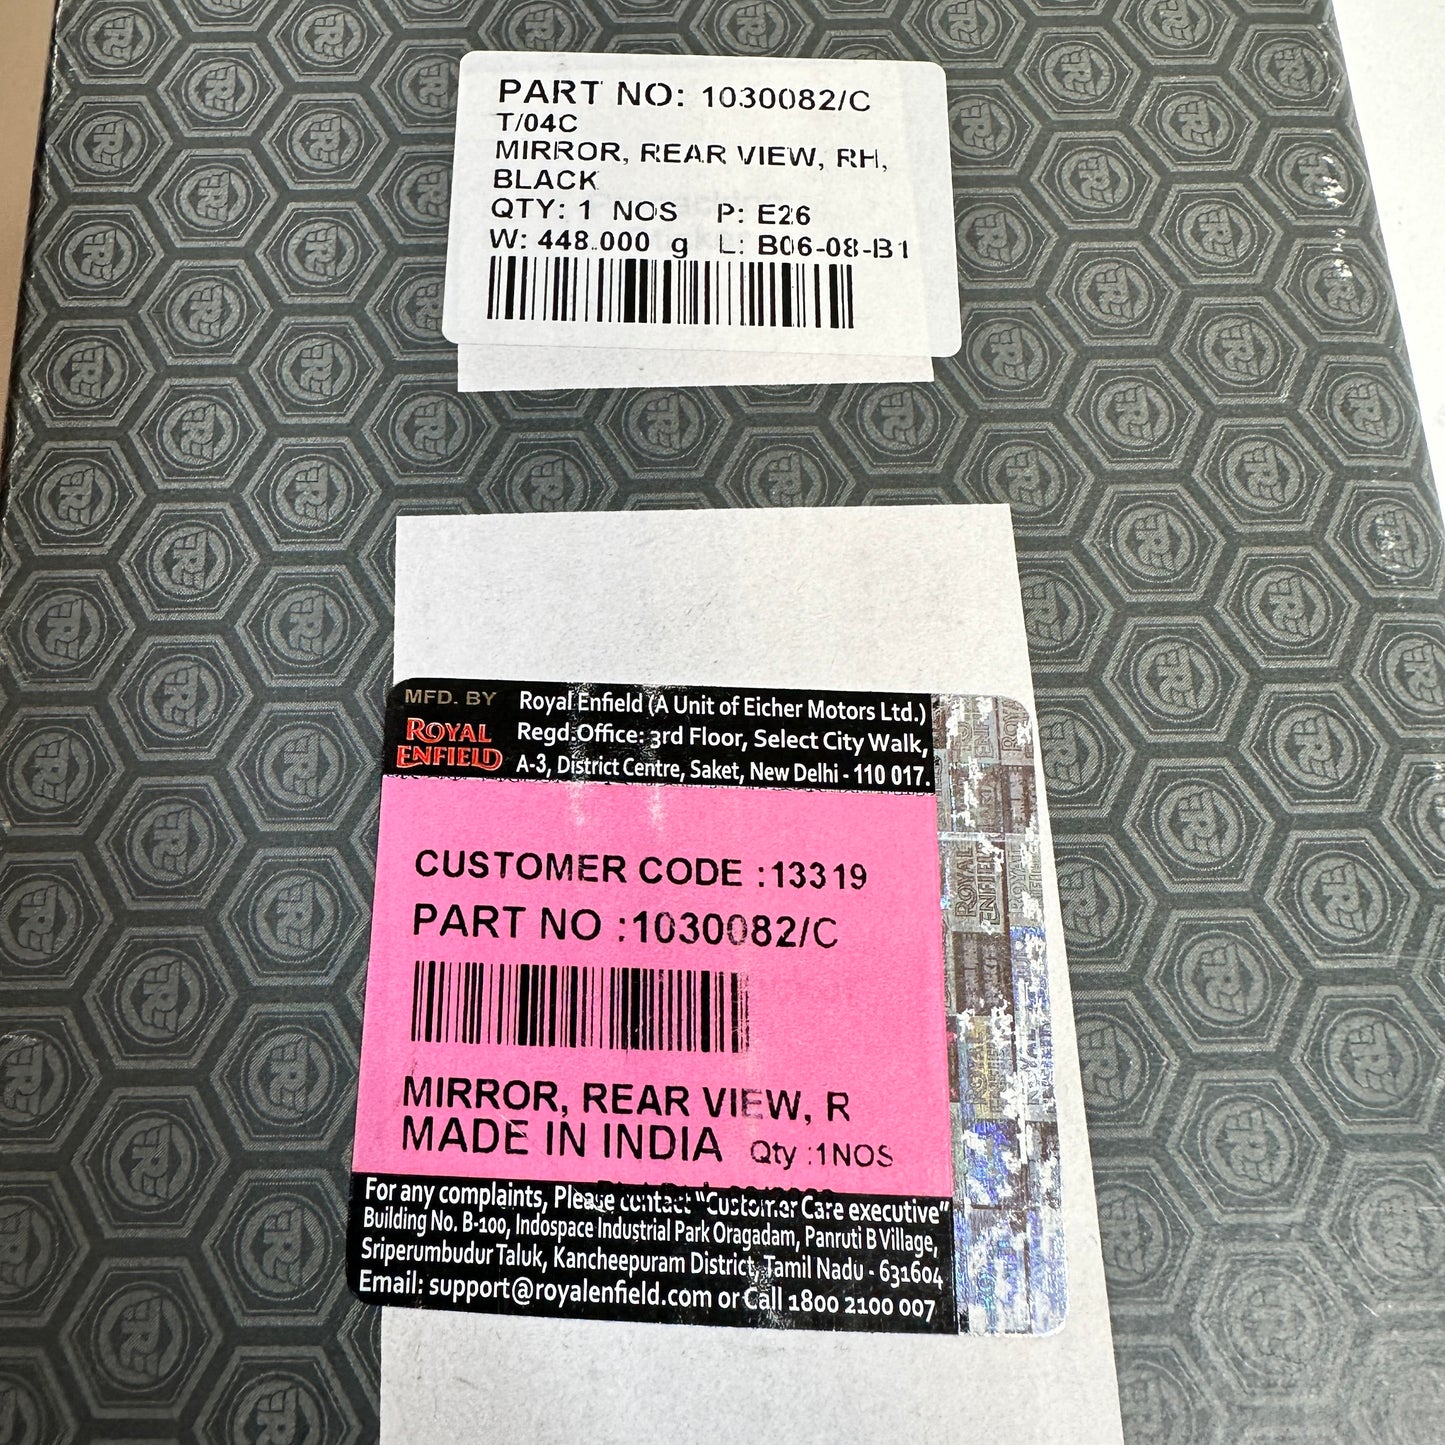 PART NO: 1030082/C
T/04C
MIRROR, REAR VIEW, RH,
BLACK
QTY: 1 NOS P: E26
W: 448.000 g L: B06-08-B1
MFD. BY
ROYAL
ENFIELD
Royal Enfield (A Unit of Eicher Motors Ltd.)
Regd.Office: 3rd Floor, Select City Walk,
A-3, District Centre, Saket, New Delhi - 110 017.
CUSTOMER CODE :13319
PART NO :1030082/C
MIRROR, REAR VIEW, R
MADE IN INDIA Qty :1NOS
For any complaints, Please contact "Customer Care executive"
Building No. B-100, Indospace Industrial Park Oragadam, Panruti B Village,
Sriperumbudur Taluk, Kancheepuram District, Tamil Nadu - 631604
Email: support@royalenfield.com or Call 1800 2100 007
ROYAL
ENFIELD